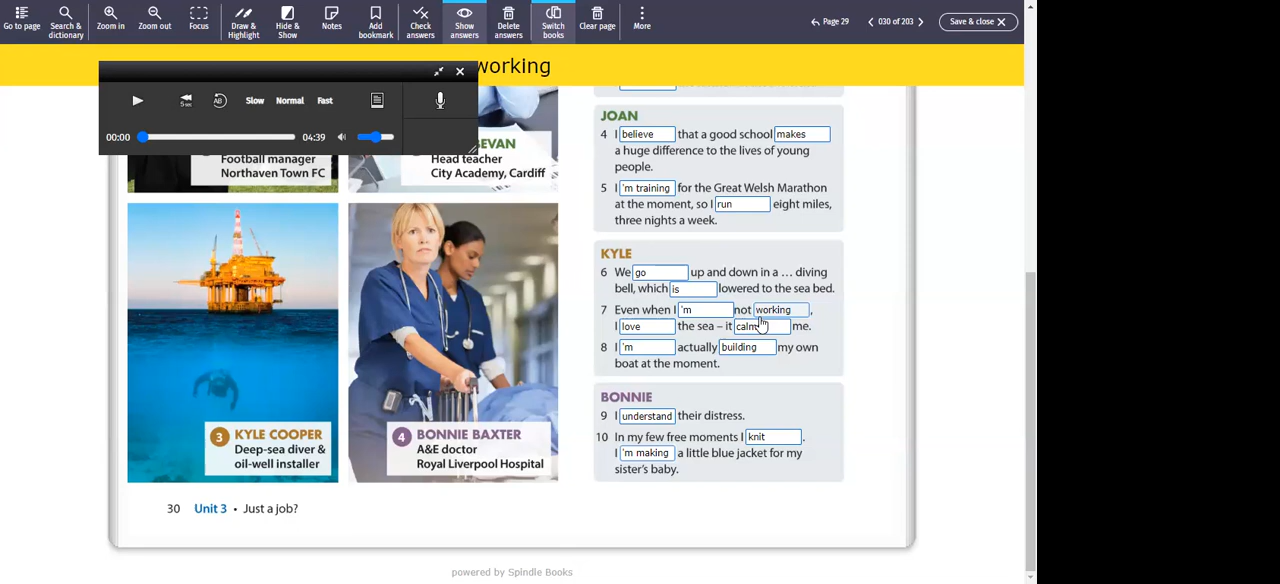 Go to page
Search & dictionary
Zoom in
Zoom out
Focus
Draw & Highlight
Hide & Show
Notes
Add bookmark
Check answers
Show answers
Delete answers
Switch books
Clear page
More
Page 29
030 of 203
Save & close
working
5sec
AB
Slow
Normal
Fast
00:00
04:39
Football manager
Northaven Town FC
BEVAN
Head teacher
City Academy, Cardiff
3 KYLE COOPER
Deep-sea diver &
oil-well installer
4 BONNIE BAXTER
A&E doctor
Royal Liverpool Hospital
JOAN
4 I believe that a good school makes
a huge difference to the lives of young
people.
5 I 'm training for the Great Welsh Marathon
at the moment, so I run eight miles,
three nights a week.
KYLE
6 We go up and down in a … diving
bell, which is lowered to the sea bed.
7 Even when I 'm not working ,
I love the sea – it calm me.
8 I 'm actually building my own
boat at the moment.
BONNIE
9 I understand their distress.
10 In my few free moments I knit .
I 'm making a little blue jacket for my
sister's baby.
30 Unit 3 • Just a job?
powered by Spindle Books